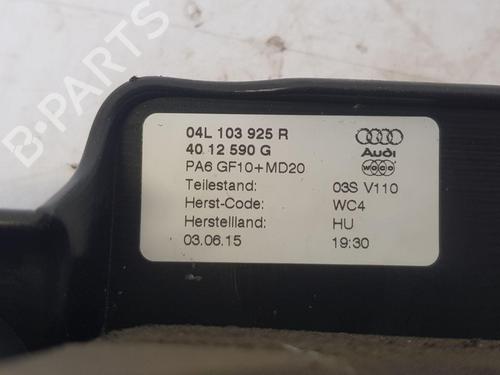 B-PARTS
04L 103 925 R
40 12 590 G
Audi
PA6 GF10+MD20
WOCO
Teilestand: 03S V110
Herst-Code: WC4
Herstellland: HU
03.06.15 19:30